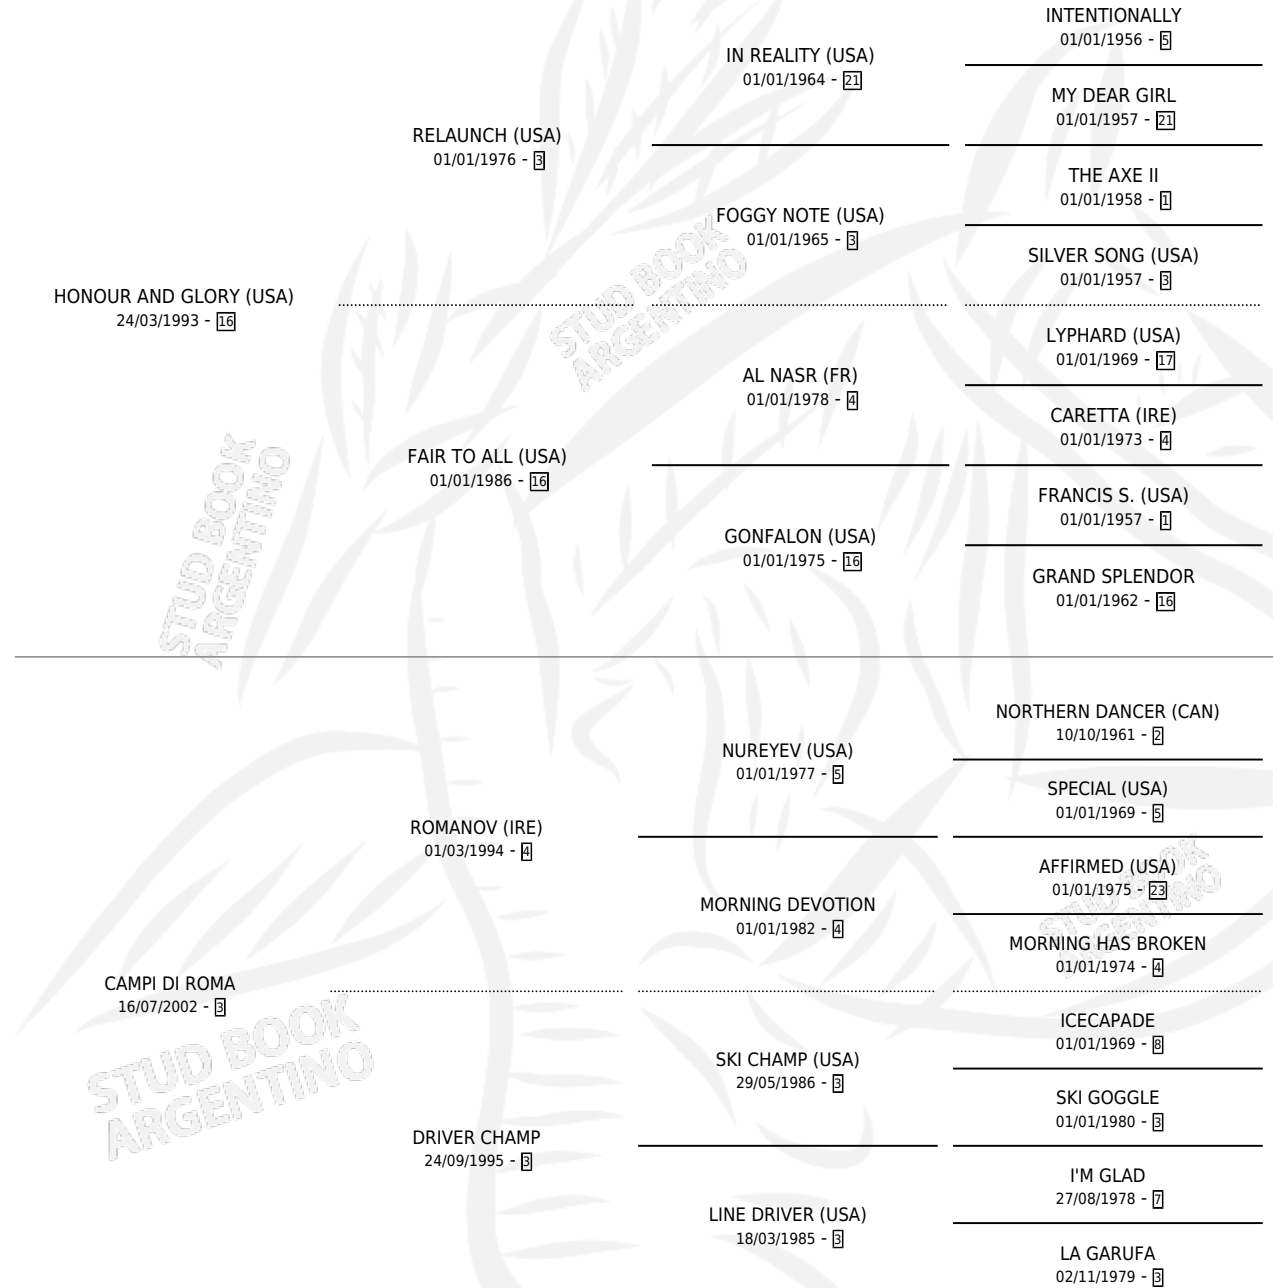 INTENTIONALLY
01/01/1956 - 5
IN REALITY (USA)
01/01/1964 - 21
MY DEAR GIRL
01/01/1957 - 21
RELAUNCH (USA)
01/01/1976 - 3
THE AXE II
01/01/1958 - 1
FOGGY NOTE (USA)
01/01/1965 - 3
SILVER SONG (USA)
01/01/1957 - 3
HONOUR AND GLORY (USA)
24/03/1993 - 16
LYPHARD (USA)
01/01/1969 - 17
AL NASR (FR)
01/01/1978 - 4
CARETTA (IRE)
01/01/1973 - 4
FAIR TO ALL (USA)
01/01/1986 - 16
FRANCIS S. (USA)
01/01/1957 - 1
GONFALON (USA)
01/01/1975 - 16
GRAND SPLENDOR
01/01/1962 - 16
NORTHERN DANCER (CAN)
10/10/1961 - 2
NUREYEV (USA)
01/01/1977 - 5
SPECIAL (USA)
01/01/1969 - 5
ROMANOV (IRE)
01/03/1994 - 4
AFFIRMED (USA)
01/01/1975 - 23
MORNING DEVOTION
01/01/1982 - 4
MORNING HAS BROKEN
01/01/1974 - 4
CAMPI DI ROMA
16/07/2002 - 3
ICECAPADE
01/01/1969 - 8
SKI CHAMP (USA)
29/05/1986 - 3
SKI GOGGLE
01/01/1980 - 3
DRIVER CHAMP
24/09/1995 - 3
I'M GLAD
27/08/1978 - 7
LINE DRIVER (USA)
18/03/1985 - 3
LA GARUFA
02/11/1979 - 3
STUD BOOK
ARGENTINO
STUD BOOK
ARGENTINO
STUD BOOK
ARGENTINO
STUD BOOK
ARGENTINO